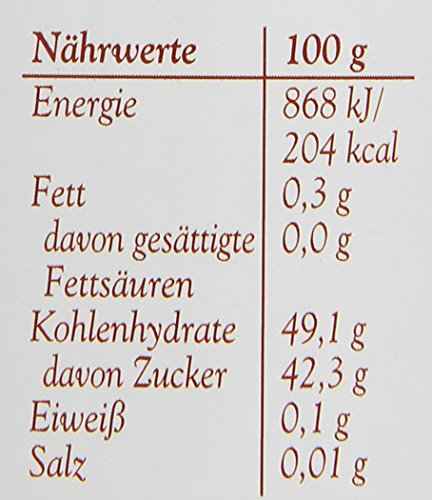 Nährwerte 100 g
Energie 868 kJ/
204 kcal
Fett 0,3 g
davon gesättigte 0,0 g
Fettsäuren
Kohlenhydrate 49,1 g
davon Zucker 42,3 g
Eiweiß 0,1 g
Salz 0,01 g